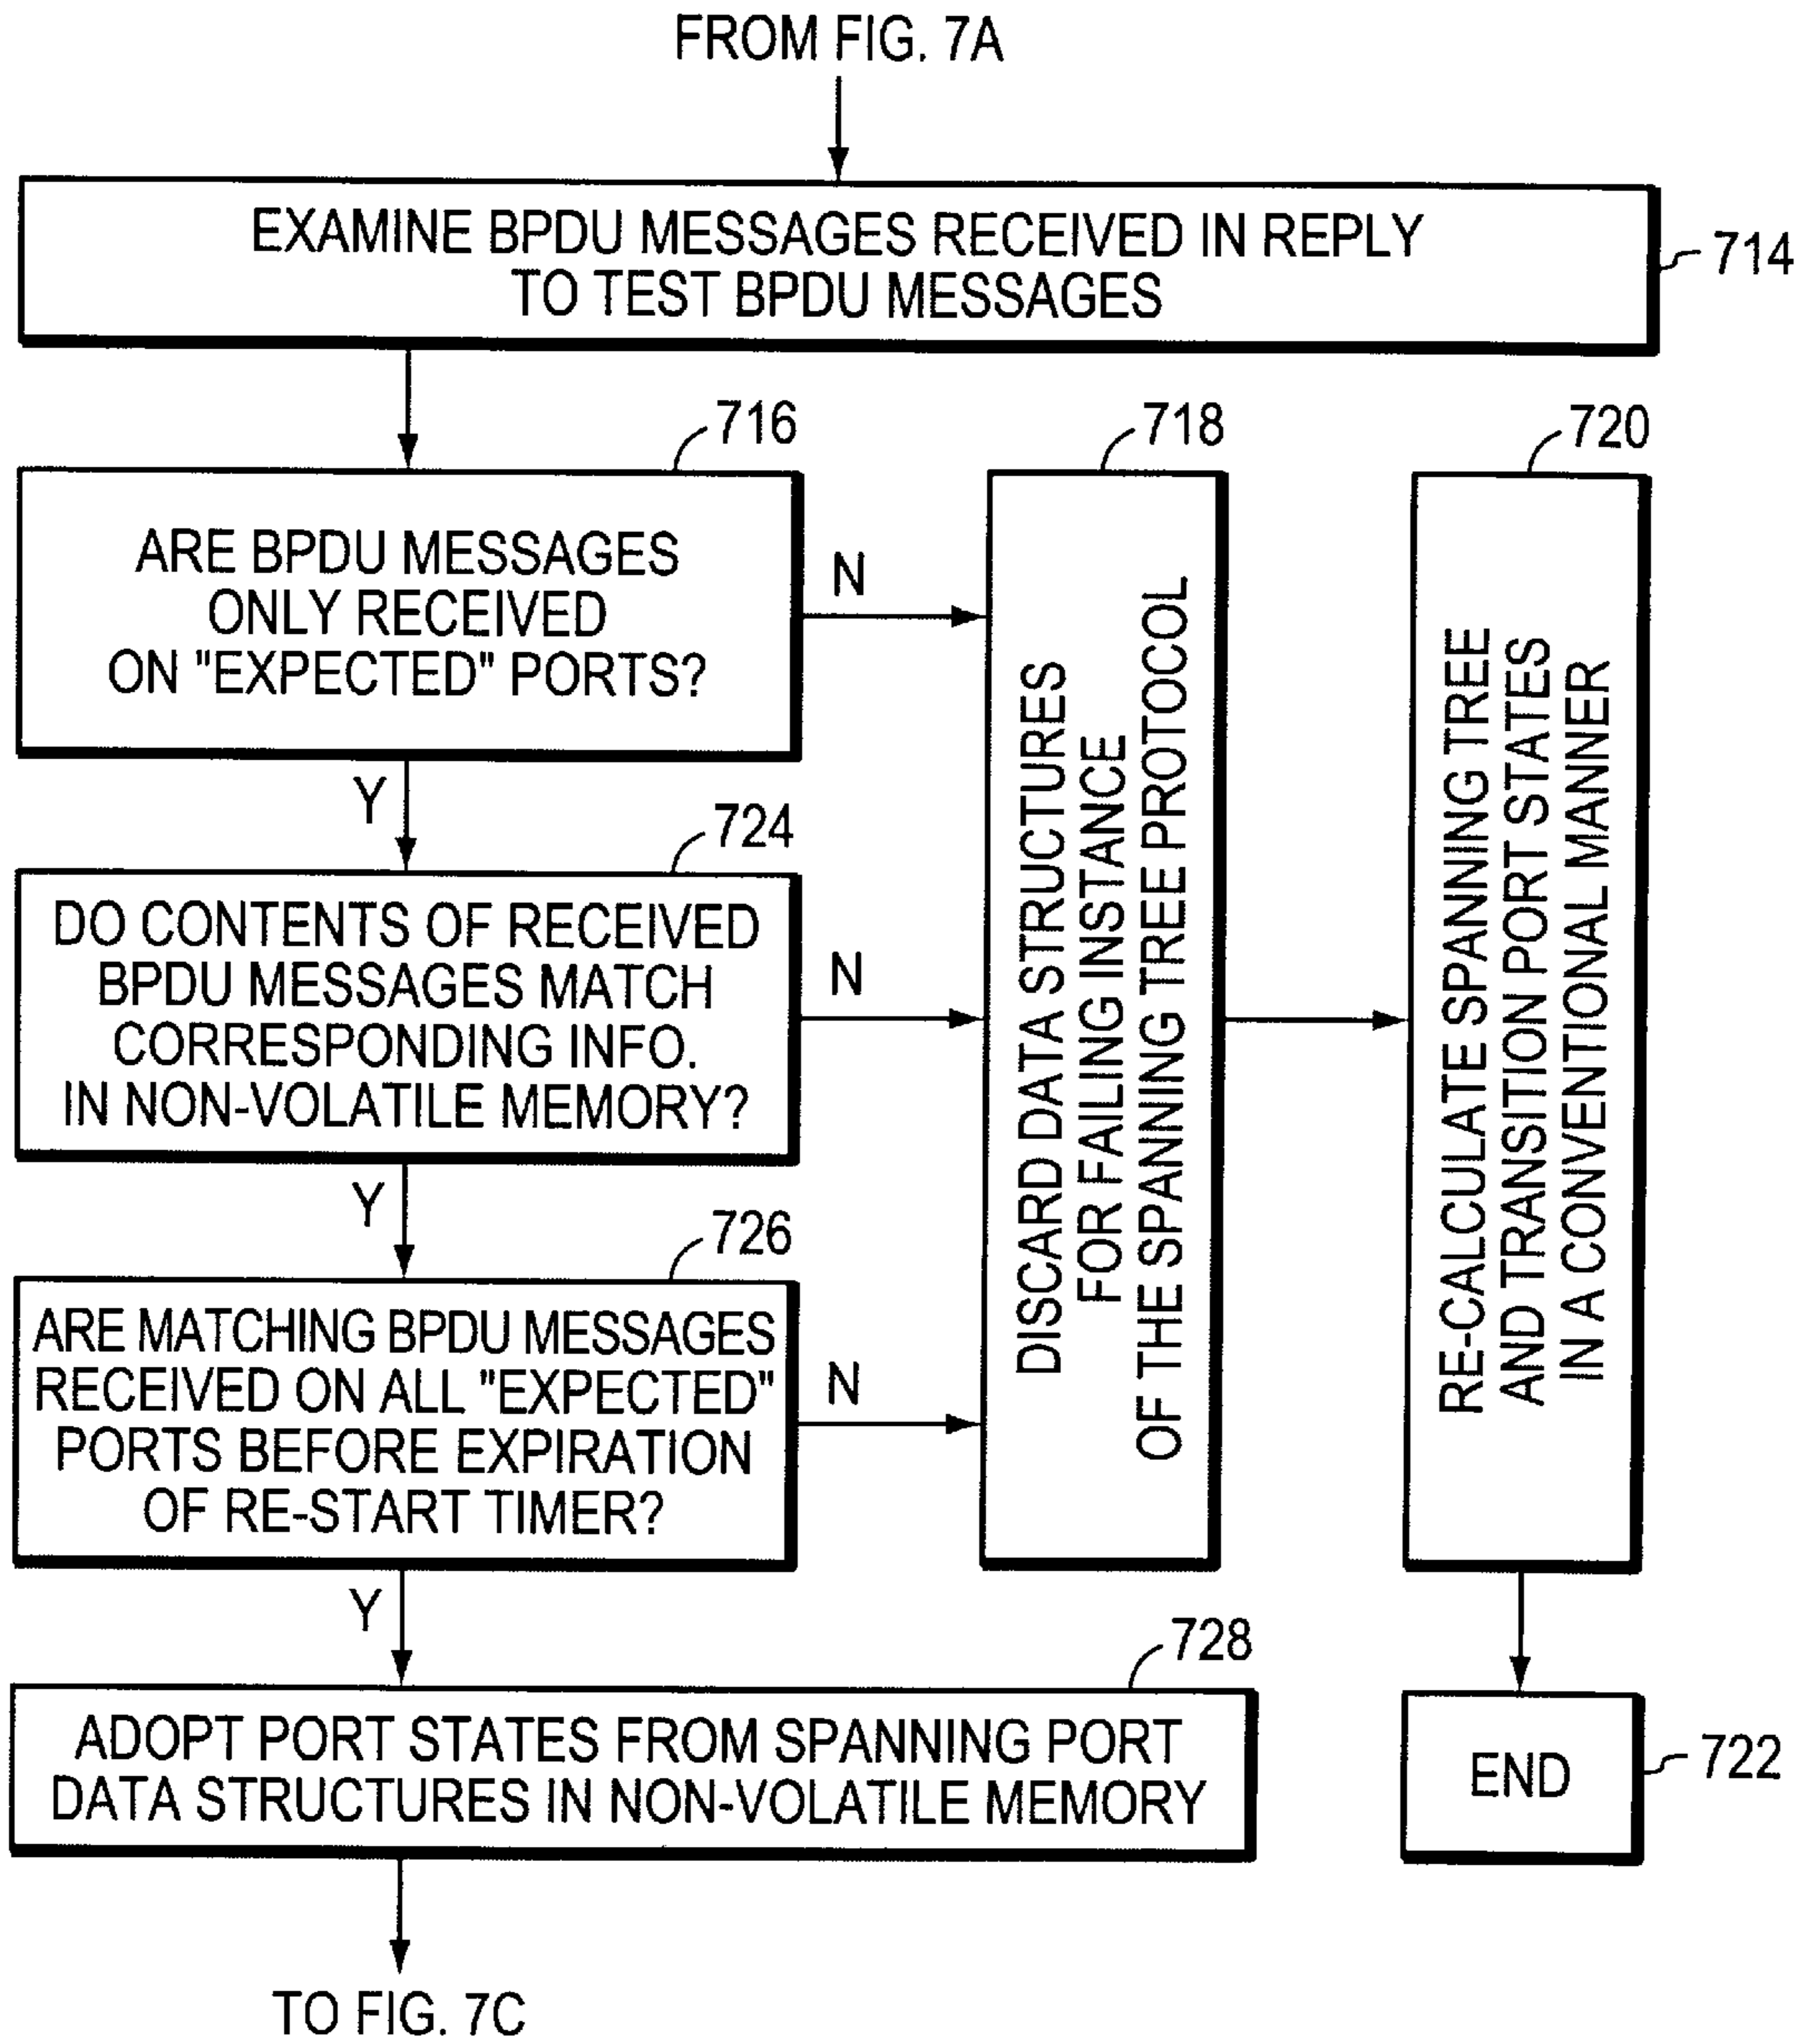 FROM FIG. 7A
EXAMINE BPDU MESSAGES RECEIVED IN REPLY
TO TEST BPDU MESSAGES
714
716
ARE BPDU MESSAGES
ONLY RECEIVED
ON "EXPECTED" PORTS?
N
Y
718
DISCARD DATA STRUCTURES
FOR FAILING INSTANCE
OF THE SPANNING TREE PROTOCOL
720
RE-CALCULATE SPANNING TREE
AND TRANSITION PORT STATES
IN A CONVENTIONAL MANNER
724
DO CONTENTS OF RECEIVED
BPDU MESSAGES MATCH
CORRESPONDING INFO.
IN NON-VOLATILE MEMORY?
N
Y
726
ARE MATCHING BPDU MESSAGES
RECEIVED ON ALL "EXPECTED"
PORTS BEFORE EXPIRATION
OF RE-START TIMER?
N
Y
728
ADOPT PORT STATES FROM SPANNING PORT
DATA STRUCTURES IN NON-VOLATILE MEMORY
END
722
TO FIG. 7C